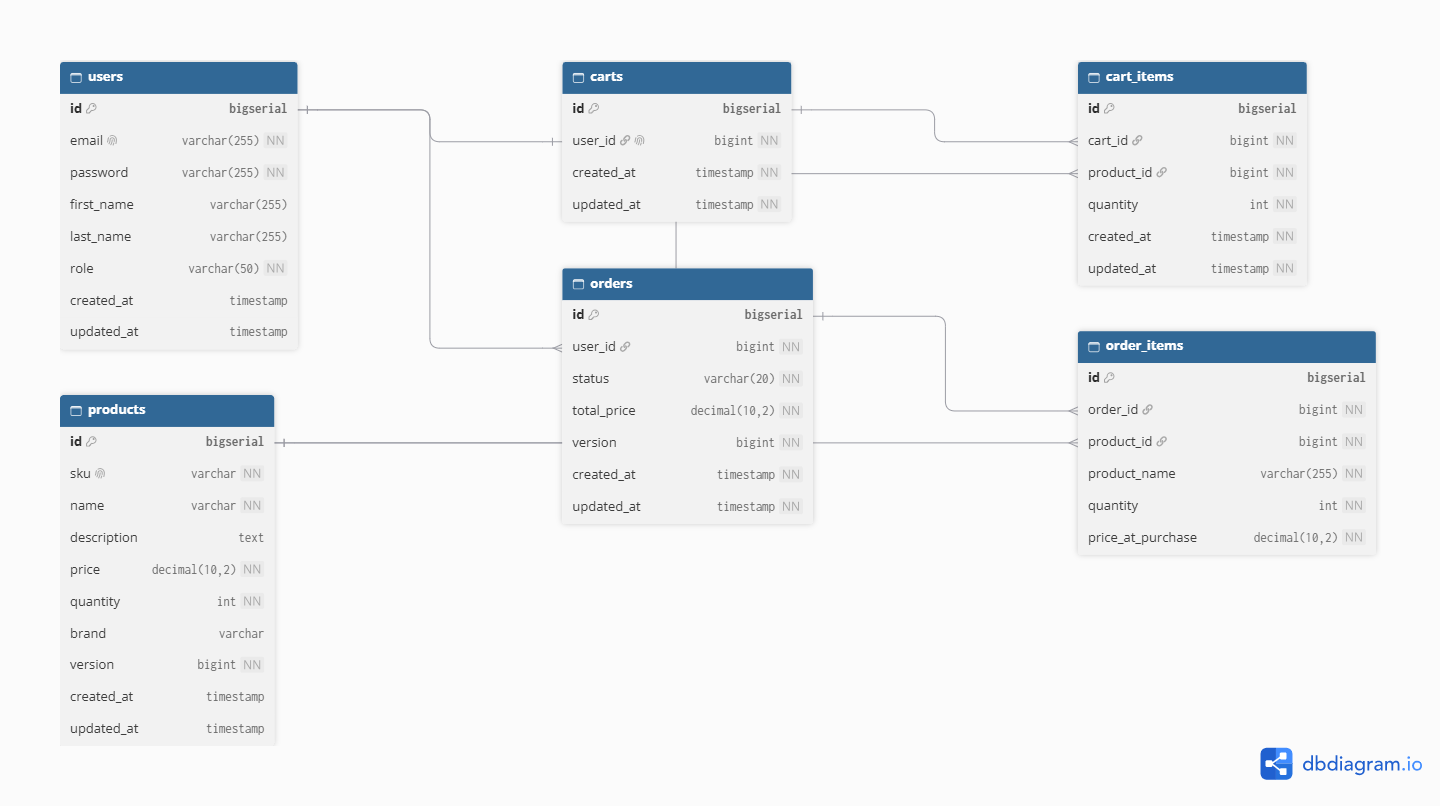 users
id bigserial
email varchar(255) NN
password varchar(255) NN
first_name varchar(255)
last_name varchar(255)
role varchar(50) NN
created_at timestamp
updated_at timestamp
products
id bigserial
sku varchar NN
name varchar NN
description text
price decimal(10,2) NN
quantity int NN
brand varchar
version bigint NN
created_at timestamp
updated_at timestamp
carts
id bigserial
user_id bigint NN
created_at timestamp NN
updated_at timestamp NN
orders
id bigserial
user_id bigint NN
status varchar(20) NN
total_price decimal(10,2) NN
version bigint NN
created_at timestamp NN
updated_at timestamp NN
cart_items
id bigserial
cart_id bigint NN
product_id bigint NN
quantity int NN
created_at timestamp NN
updated_at timestamp NN
order_items
id bigserial
order_id bigint NN
product_id bigint NN
product_name varchar(255) NN
quantity int NN
price_at_purchase decimal(10,2) NN
dbdiagram.io